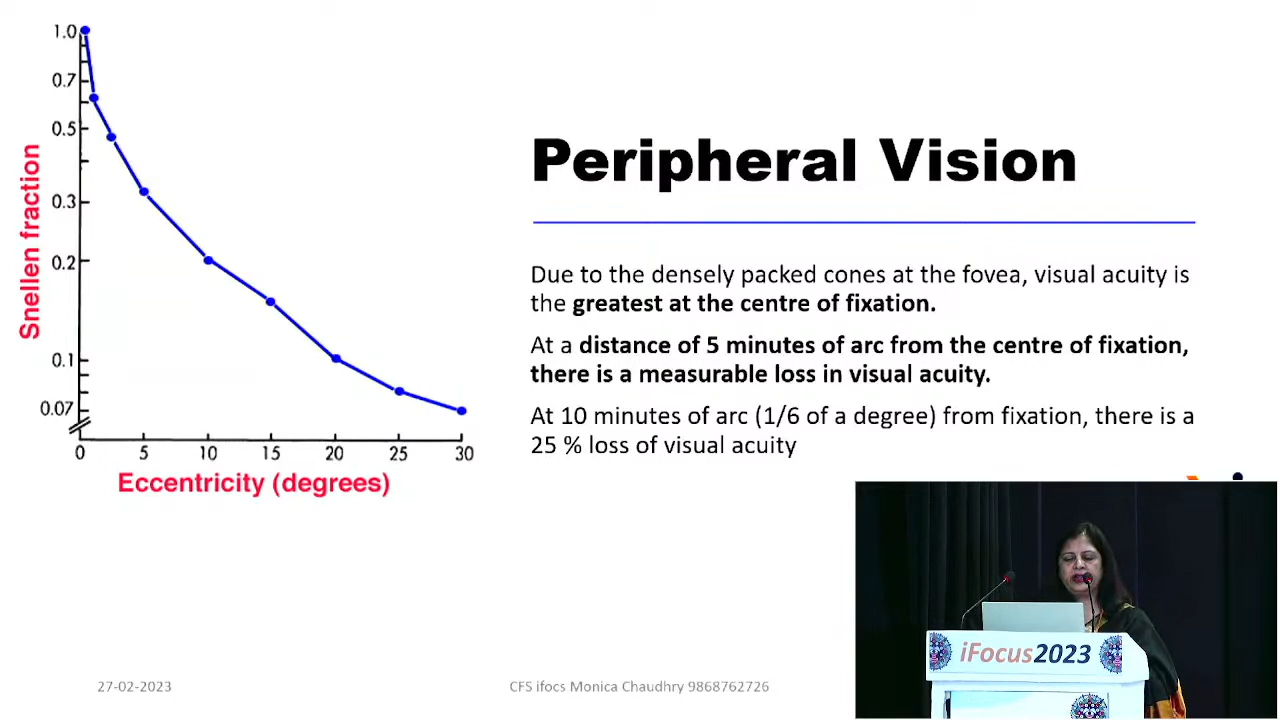 1.0
0.7
0.5
0.3
0.2
0.1
0.07
0 5 10 15 20 25 30
Snellen fraction
Eccentricity (degrees)
Peripheral Vision
Due to the densely packed cones at the fovea, visual acuity is
the greatest at the centre of fixation.
At a distance of 5 minutes of arc from the centre of fixation,
there is a measurable loss in visual acuity.
At 10 minutes of arc (1/6 of a degree) from fixation, there is a
25 % loss of visual acuity
iFocus2023
27-02-2023
CFS ifocs Monica Chaudhry 9868762726